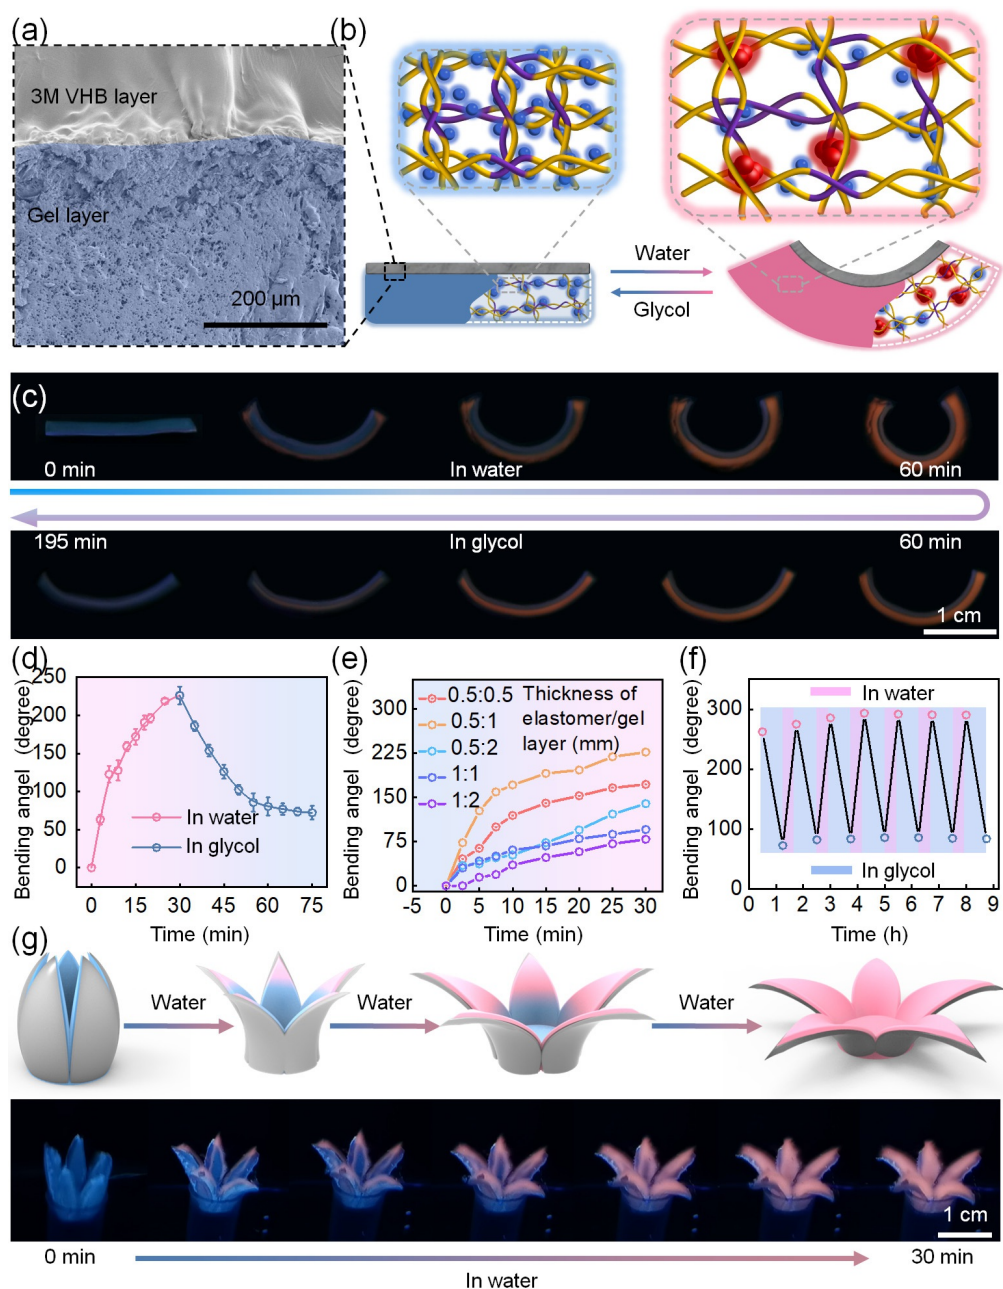 (a)
3M VHB layer
Gel layer
200 μm
(b)
Water
Glycol
(c)
0 min
In water
60 min
195 min
In glycol
60 min
1 cm
(d)
Bending angel (degree)
250
200
150
100
50
0
In water
In glycol
0 15 30 45 60 75
Time (min)
(e)
Bending angel (degree)
300
225
150
75
0
0.5:0.5
0.5:1
0.5:2
1:1
1:2
Thickness of
elastomer/gel
layer (mm)
-5 0 5 10 15 20 25 30
Time (min)
(f)
Bending angel (degree)
300
200
100
0
In water
In glycol
0 1 2 3 4 5 6 7 8 9
Time (h)
(g)
Water
Water
Water
1 cm
0 min
In water
30 min